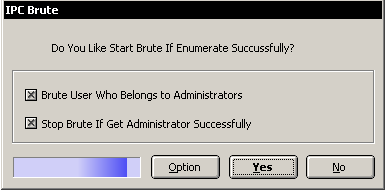 IPC Brute
Do You Like Start Brute If Enumerate Succussfully?
Brute User Who Belongs to Administrators
Stop Brute If Get Administrator Successfully
Option
Yes
No